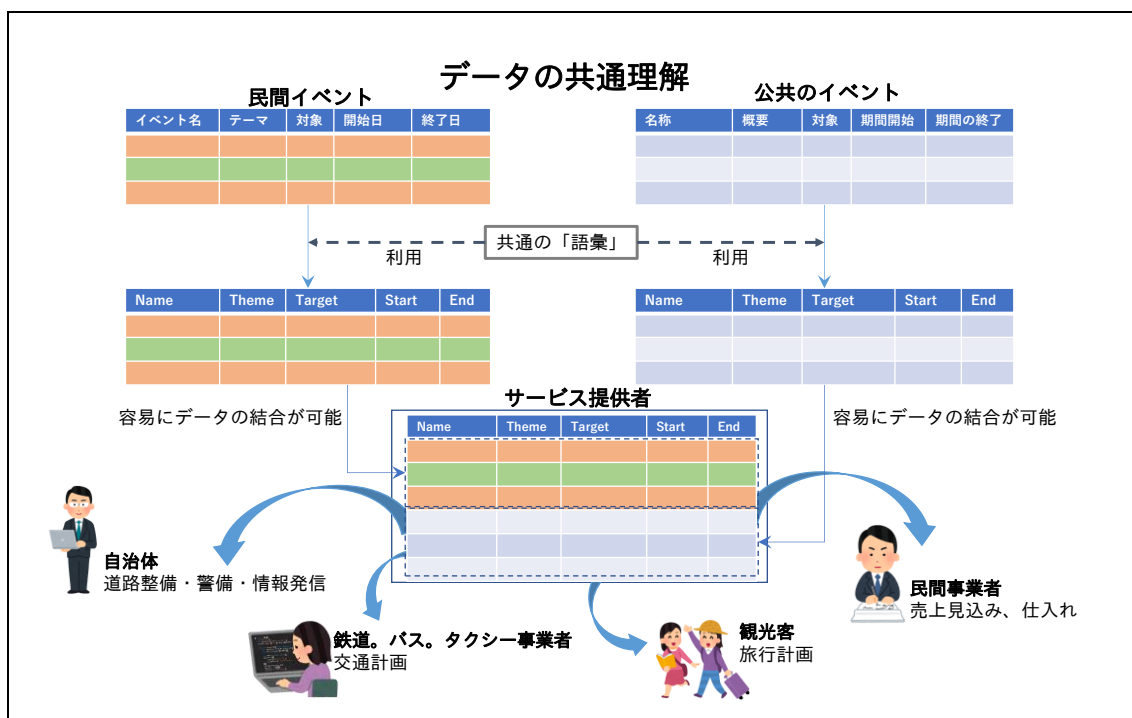 データの共通理解
民間イベント
公共のイベント
イベント名 テーマ 対象 開始日 終了日
名称 概要 対象 期間開始 期間の終了
共通の「語彙」
利用
利用
Name Theme Target Start End
Name Theme Target Start End
容易にデータの結合が可能
サービス提供者
容易にデータの結合が可能
Name Theme Target Start End
自治体
道路整備・警備・情報発信
民間事業者
売上見込み、仕入れ
鉄道。バス。タクシー事業者
交通計画
観光客
旅行計画